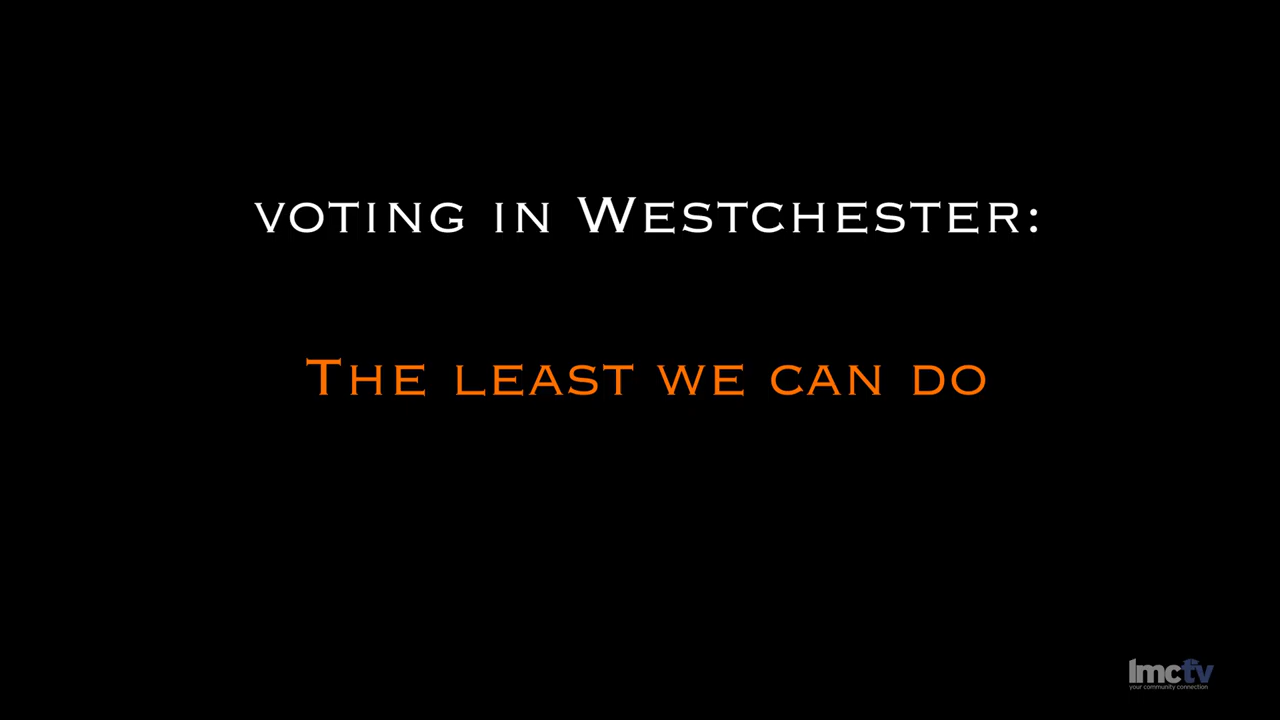 VOTING IN WESTCHESTER:
THE LEAST WE CAN DO
lmctv
your community connection